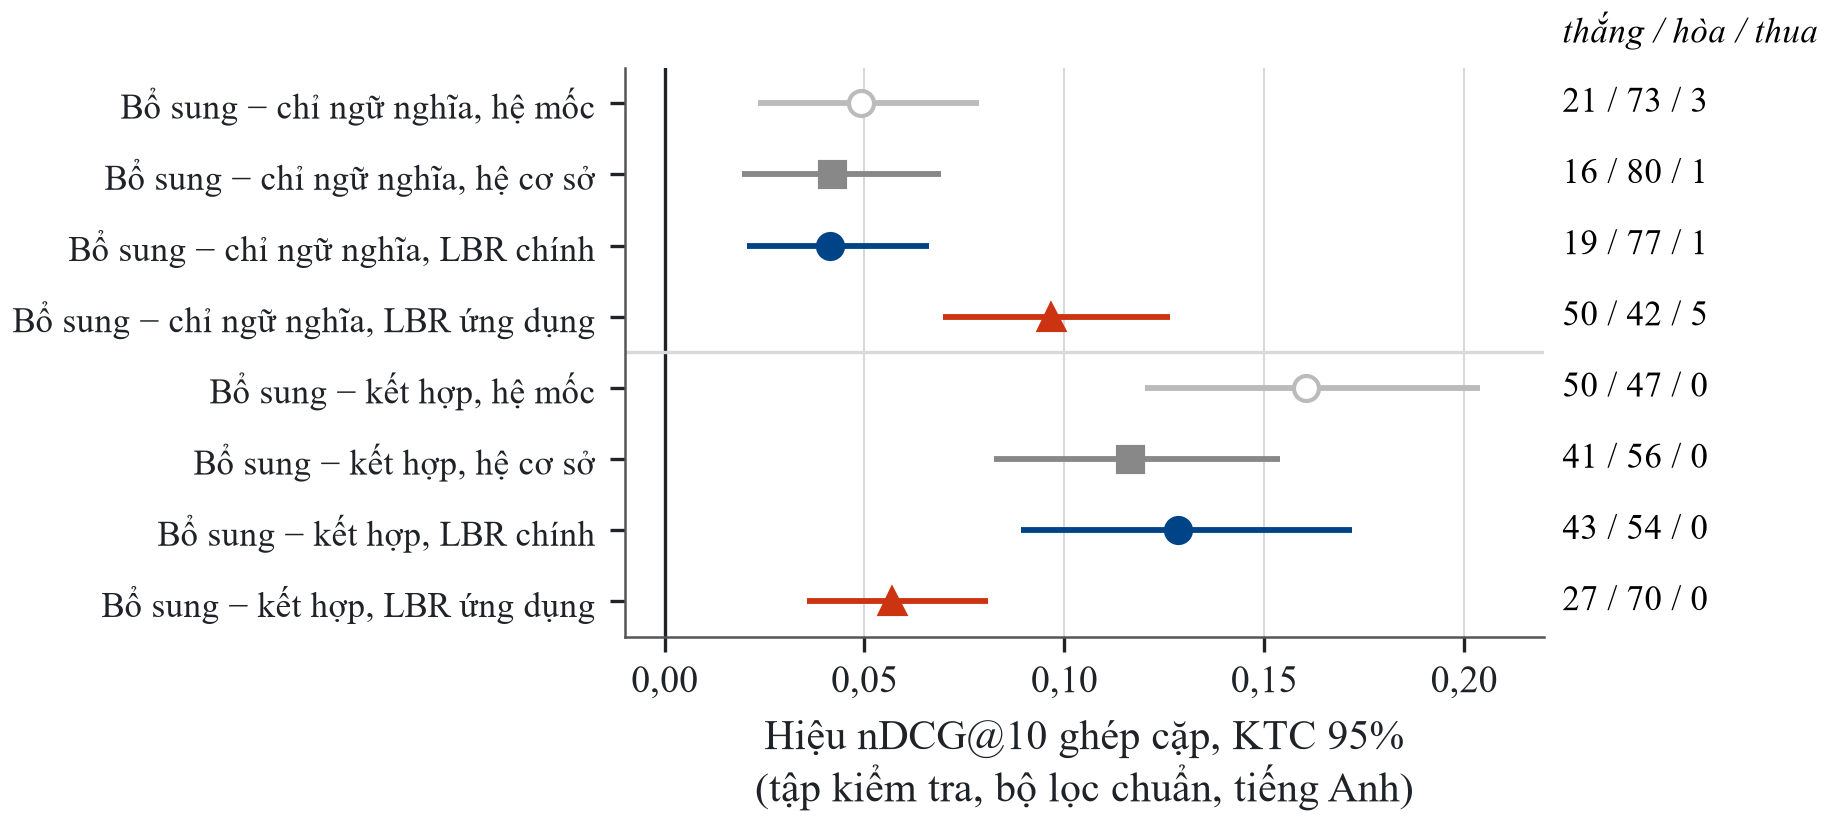 thắng / hòa / thua
Bổ sung − chỉ ngữ nghĩa, hệ mốc 21 / 73 / 3
Bổ sung − chỉ ngữ nghĩa, hệ cơ sở 16 / 80 / 1
Bổ sung − chỉ ngữ nghĩa, LBR chính 19 / 77 / 1
Bổ sung − chỉ ngữ nghĩa, LBR ứng dụng 50 / 42 / 5
Bổ sung − kết hợp, hệ mốc 50 / 47 / 0
Bổ sung − kết hợp, hệ cơ sở 41 / 56 / 0
Bổ sung − kết hợp, LBR chính 43 / 54 / 0
Bổ sung − kết hợp, LBR ứng dụng 27 / 70 / 0
0,00 0,05 0,10 0,15 0,20
Hiệu nDCG@10 ghép cặp, KTC 95%
(tập kiểm tra, bộ lọc chuẩn, tiếng Anh)